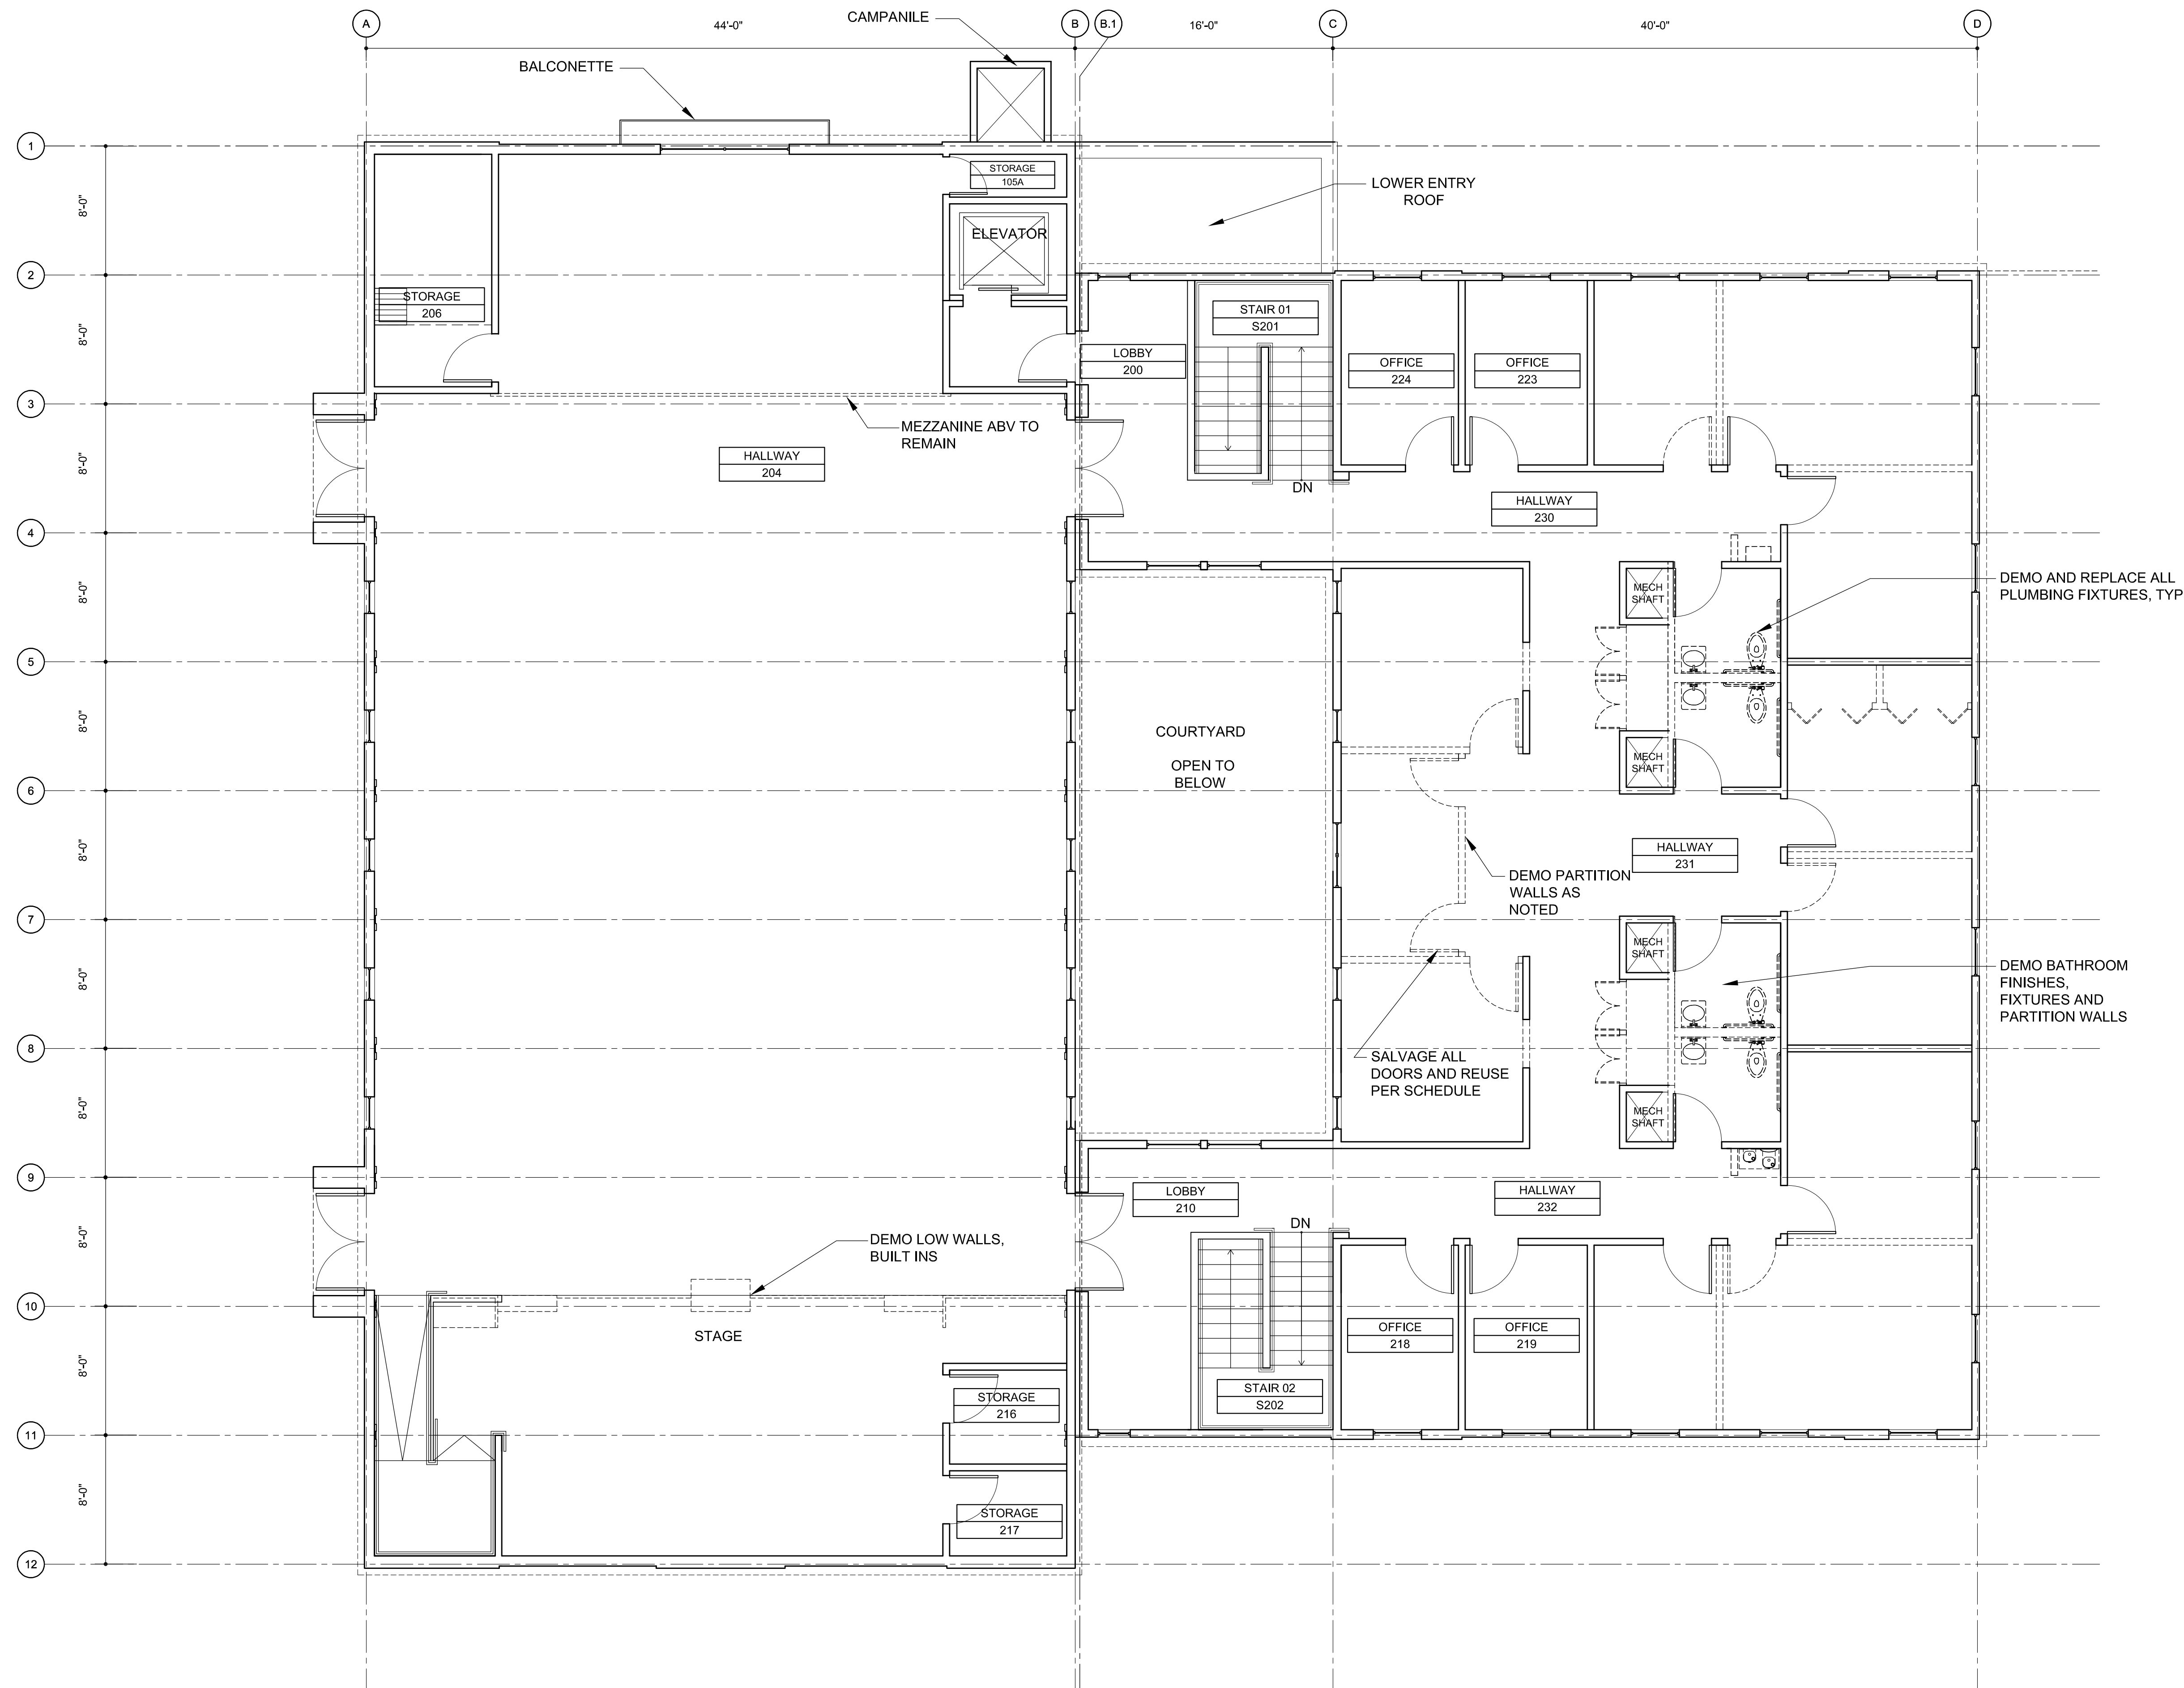 A
44'-0"
CAMPANILE
B
B.1
16'-0"
C
40'-0"
D
BALCONETTE
1
STORAGE
105A
LOWER ENTRY
ROOF
8'-0"
ELEVATOR
2
STORAGE
206
STAIR 01
S201
8'-0"
LOBBY
200
OFFICE
224
OFFICE
223
3
MEZZANINE ABV TO
REMAIN
HALLWAY
204
8'-0"
DN
HALLWAY
230
4
8'-0"
MECH
SHAFT
DEMO AND REPLACE ALL
PLUMBING FIXTURES, TYP
5
8'-0"
COURTYARD
OPEN TO
BELOW
MECH
SHAFT
6
8'-0"
HALLWAY
231
DEMO PARTITION
WALLS AS
NOTED
7
MECH
SHAFT
8'-0"
DEMO BATHROOM
FINISHES,
FIXTURES AND
PARTITION WALLS
8
SALVAGE ALL
DOORS AND REUSE
PER SCHEDULE
8'-0"
MECH
SHAFT
9
LOBBY
210
HALLWAY
232
8'-0"
DN
DEMO LOW WALLS,
BUILT INS
10
STAGE
OFFICE
218
OFFICE
219
8'-0"
STORAGE
216
STAIR 02
S202
11
8'-0"
STORAGE
217
12